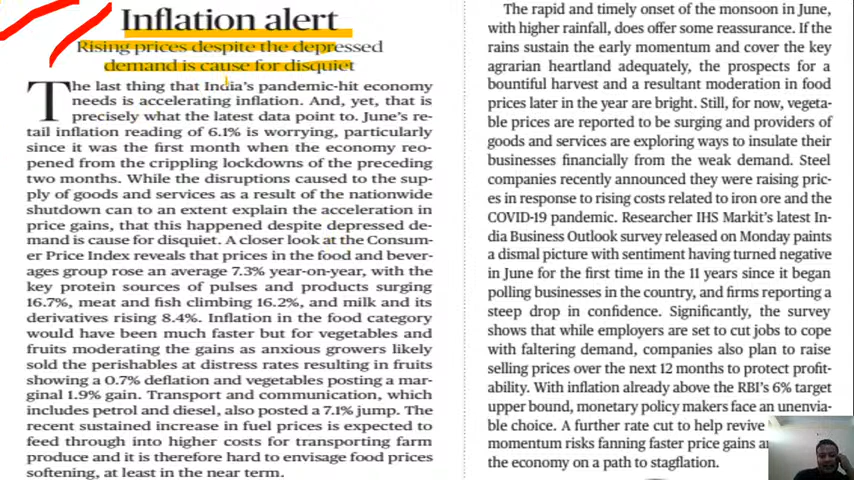 Inflation alert
Rising prices despite the depressed
demand is cause for disquiet
The last thing that India's pandemic-hit economy
needs is accelerating inflation. And, yet, that is
precisely what the latest data point to. June's re-
tail inflation reading of 6.1% is worrying, particularly
since it was the first month when the economy reo-
pened from the crippling lockdowns of the preceding
two months. While the disruptions caused to the sup-
ply of goods and services as a result of the nationwide
shutdown can to an extent explain the acceleration in
price gains, that this happened despite depressed de-
mand is cause for disquiet. A closer look at the Consum-
er Price Index reveals that prices in the food and bever-
ages group rose an average 7.3% year-on-year, with the
key protein sources of pulses and products surging
16.7%, meat and fish climbing 16.2%, and milk and its
derivatives rising 8.4%. Inflation in the food category
would have been much faster but for vegetables and
fruits moderating the gains as anxious growers likely
sold the perishables at distress rates resulting in fruits
showing a 0.7% deflation and vegetables posting a mar-
ginal 1.9% gain. Transport and communication, which
includes petrol and diesel, also posted a 7.1% jump. The
recent sustained increase in fuel prices is expected to
feed through into higher costs for transporting farm
produce and it is therefore hard to envisage food prices
softening, at least in the near term.
The rapid and timely onset of the monsoon in June,
with higher rainfall, does offer some reassurance. If the
rains sustain the early momentum and cover the key
agrarian heartland adequately, the prospects for a
bountiful harvest and a resultant moderation in food
prices later in the year are bright. Still, for now, vegeta-
ble prices are reported to be surging and providers of
goods and services are exploring ways to insulate their
businesses financially from the weak demand. Steel
companies recently announced they were raising pric-
es in response to rising costs related to iron ore and the
COVID-19 pandemic. Researcher IHS Markit's latest In-
dia Business Outlook survey released on Monday paints
a dismal picture with sentiment having turned negative
in June for the first time in the 11 years since it began
polling businesses in the country, and firms reporting a
steep drop in confidence. Significantly, the survey
shows that while employers are set to cut jobs to cope
with faltering demand, companies also plan to raise
selling prices over the next 12 months to protect profit-
ability. With inflation already above the RBI's 6% target
upper bound, monetary policy makers face an unenvia-
ble choice. A further rate cut to help revive
momentum risks fanning faster price gains
the economy on a path to stagflation.